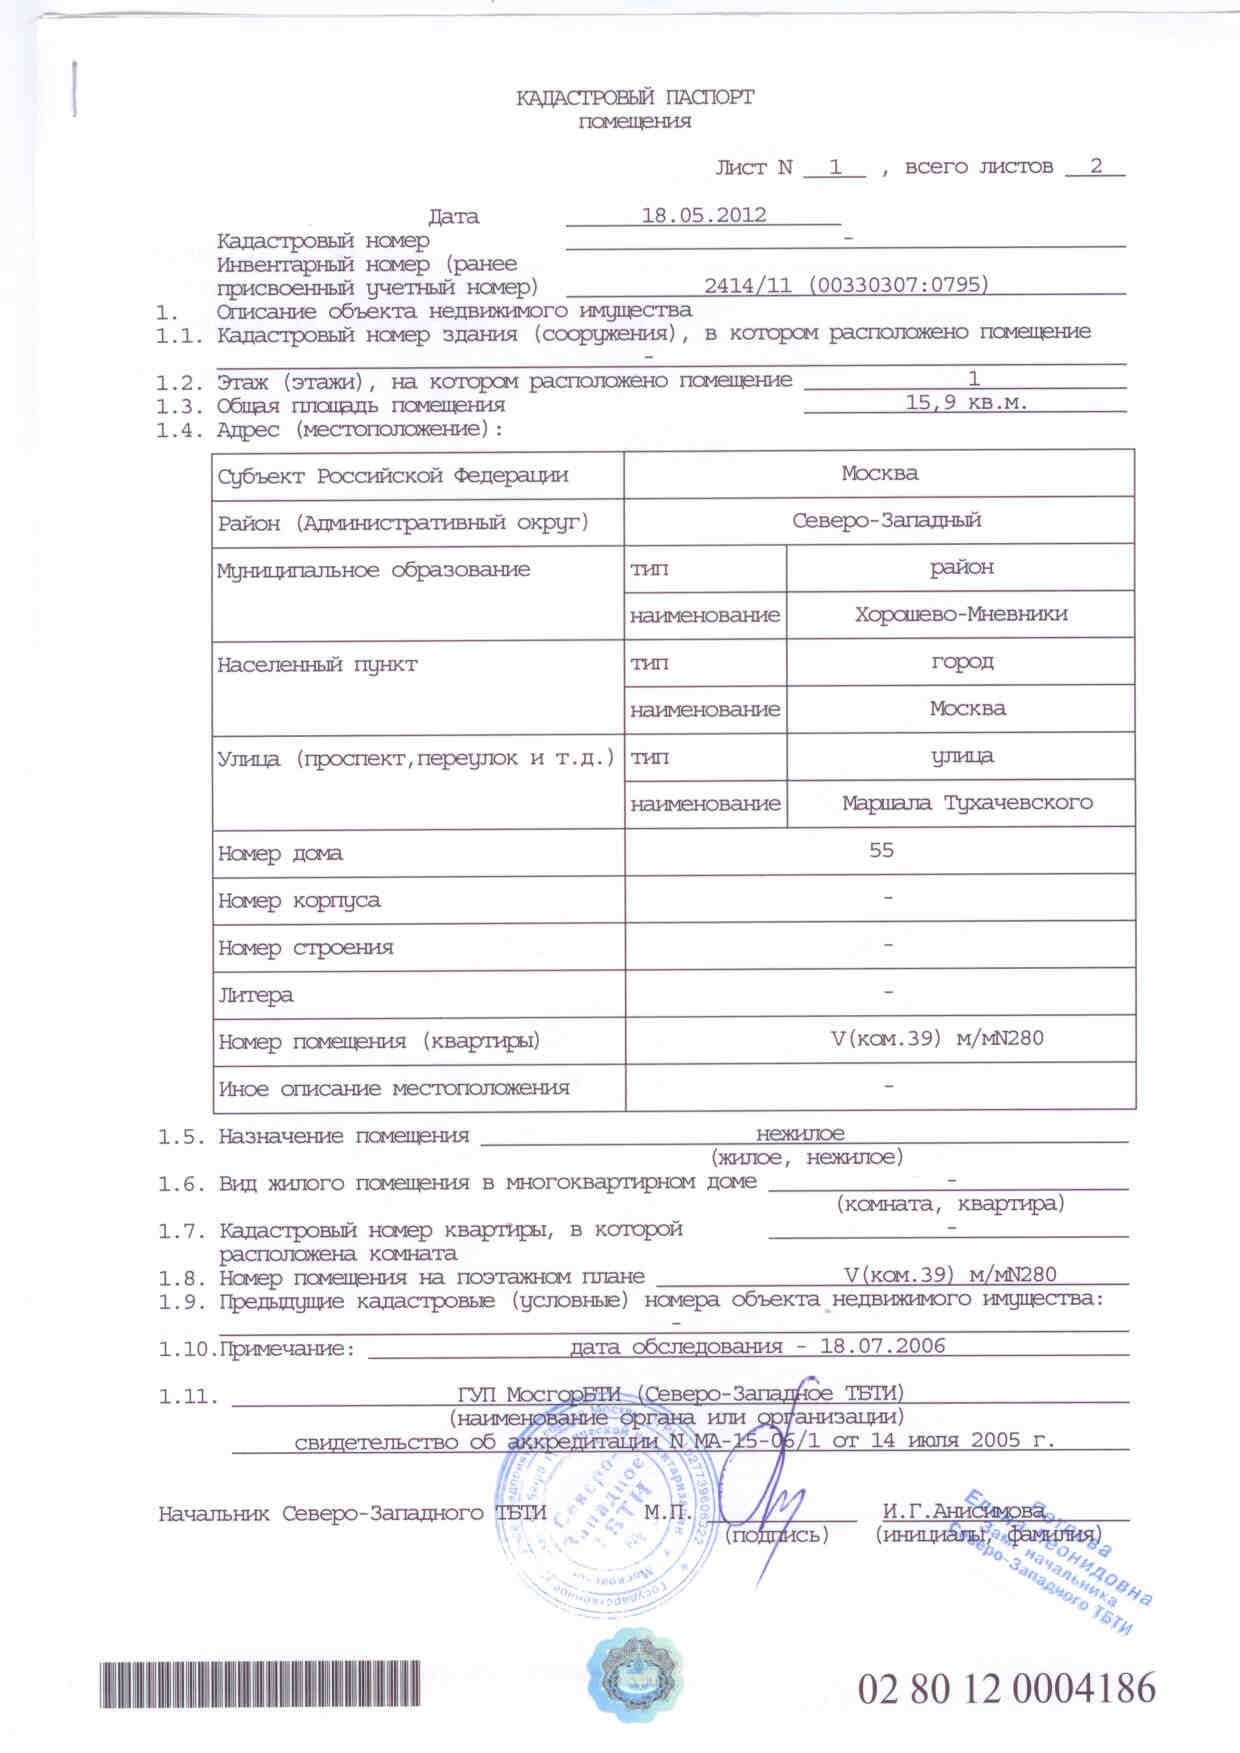 КАДАСТРОВЫЙ ПАСПОРТ
помещения
Лист N 1 , всего листов 2
Дата 18.05.2012
Кадастровый номер -
Инвентарный номер (ранее
присвоенный учетный номер) 2414/11 (00330307:0795)
1. Описание объекта недвижимого имущества
1.1. Кадастровый номер здания (сооружения), в котором расположено помещение
-
1.2. Этаж (этажи), на котором расположено помещение 1
1.3. Общая площадь помещения 15,9 кв.м.
1.4. Адрес (местоположение):
Субъект Российской Федерации Москва
Район (Административный округ) Северо-Западный
Муниципальное образование тип район
наименование Хорошево-Мневники
Населенный пункт тип город
наименование Москва
Улица (проспект,переулок и т.д.) тип улица
наименование Маршала Тухачевского
Номер дома 55
Номер корпуса -
Номер строения -
Литера -
Номер помещения (квартиры) V(ком.39) м/мN280
Иное описание местоположения -
1.5. Назначение помещения нежилое
(жилое, нежилое)
1.6. Вид жилого помещения в многоквартирном доме -
(комната, квартира)
1.7. Кадастровый номер квартиры, в которой -
расположена комната
1.8. Номер помещения на поэтажном плане V(ком.39) м/мN280
1.9. Предыдущие кадастровые (условные) номера объекта недвижимого имущества:
-
1.10.Примечание: дата обследования - 18.07.2006
1.11. ГУП МосгорБТИ (Северо-Западное ТБТИ)
(наименование органа или организации)
свидетельство об аккредитации N МА-15-06/1 от 14 июля 2005 г.
Начальник Северо-Западного ТБТИ М.П. И.Г.Анисимова
(подпись) (инициалы, фамилия)
Северо-
Западное
ТБТИ
Леонидовна
Зам. начальника
Северо-Западного ТБТИ
02 80 12 0004186